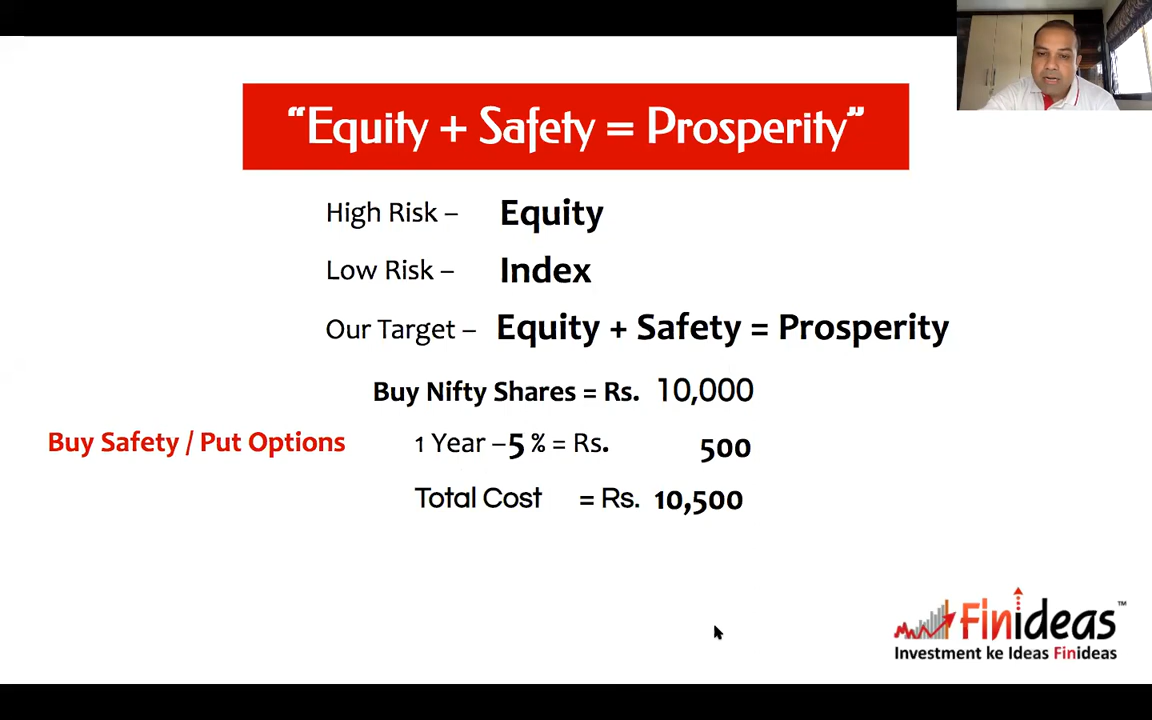 “Equity + Safety = Prosperity”
High Risk – Equity
Low Risk – Index
Our Target – Equity + Safety = Prosperity
Buy Nifty Shares = Rs. 10,000
Buy Safety / Put Options 1 Year – 5 % = Rs. 500
Total Cost = Rs. 10,500
Finideas™
Investment ke Ideas Finideas